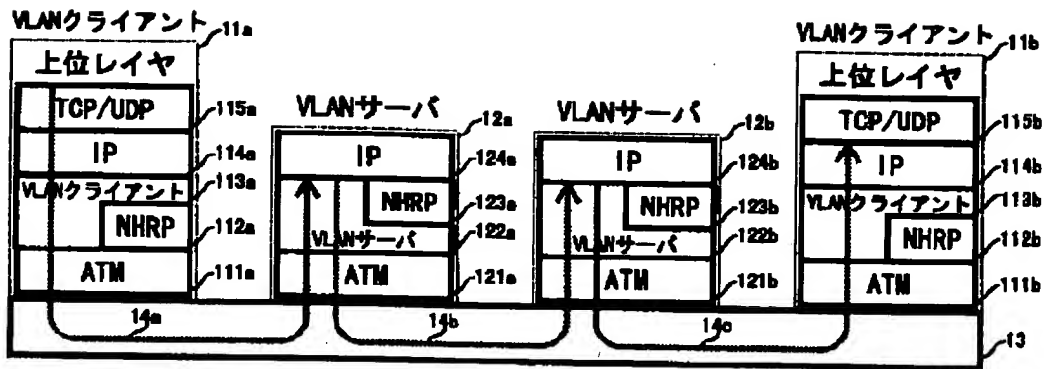 VLANクライアント
11a
上位レイヤ
TCP/UDP
115a
IP
114a
VLANクライアント
113a
NHRP
112a
ATM
111a
VLANサーバ
12a
IP
124a
NHRP
123a
VLANサーバ
122a
ATM
121a
VLANサーバ
12b
IP
124b
NHRP
123b
VLANサーバ
122b
ATM
121b
VLANクライアント
11b
上位レイヤ
TCP/UDP
115b
IP
114b
VLANクライアント
113b
NHRP
112b
ATM
111b
14a
14b
14c
13